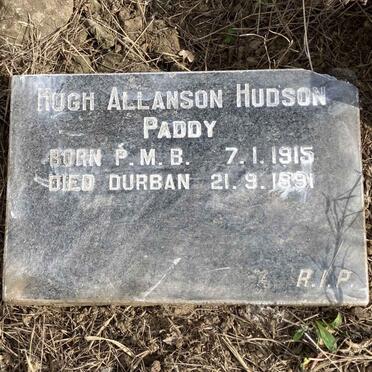 HUGH ALLANSON HUDSON
PADDY
BORN P.M.B. 7.1.1915
DIED DURBAN 21.9.1991
R.I.P.